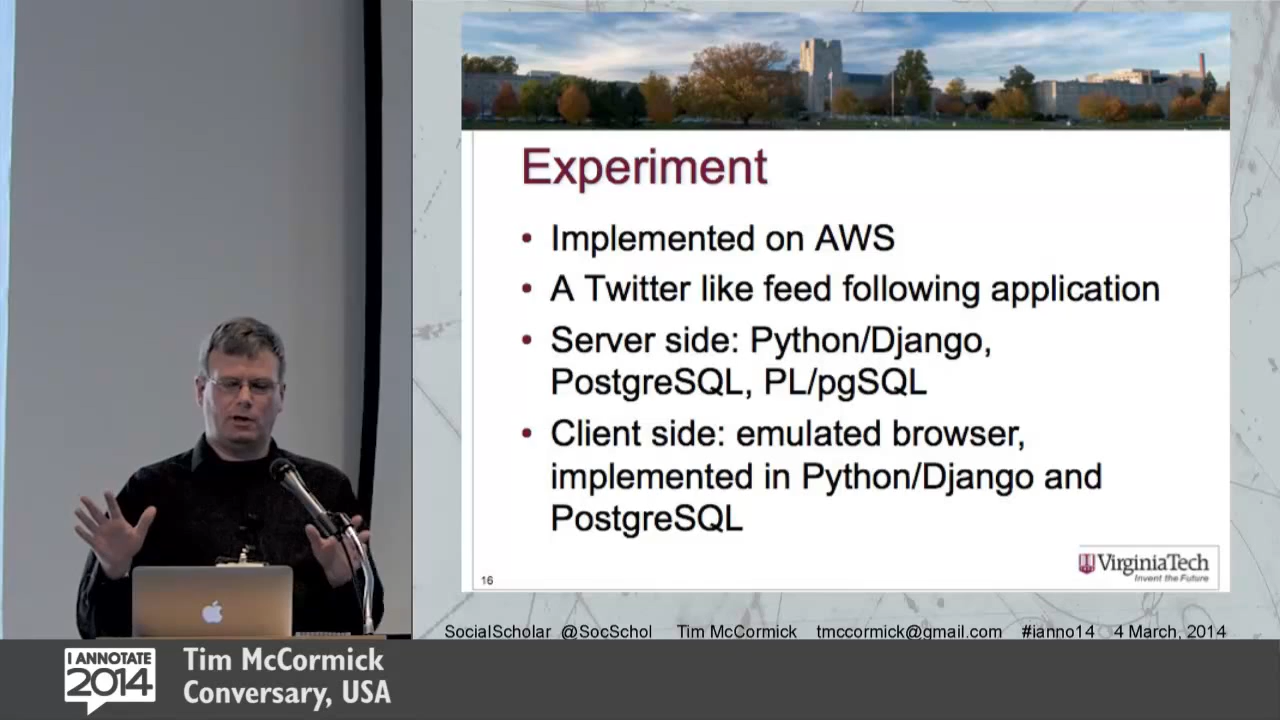 Experiment
• Implemented on AWS
• A Twitter like feed following application
• Server side: Python/Django,
PostgreSQL, PL/pgSQL
• Client side: emulated browser,
implemented in Python/Django and
PostgreSQL
VirginiaTech
Invent the Future
16
SocialScholar @SocSchol Tim McCormick tmccormick@gmail.com #ianno14 4 March, 2014
I ANNOTATE
2014
Tim McCormick
Conversary, USA